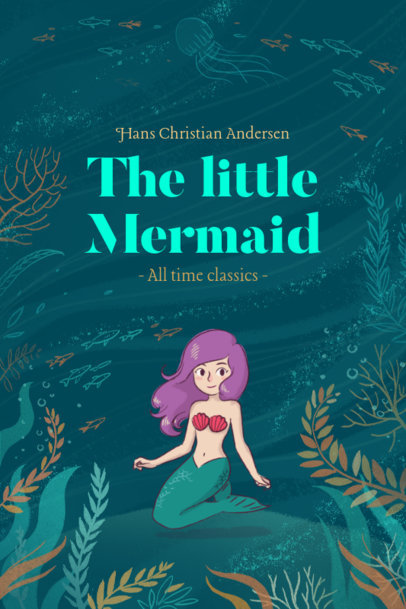 Hans Christian Andersen
The little
Mermaid
- All time classics -